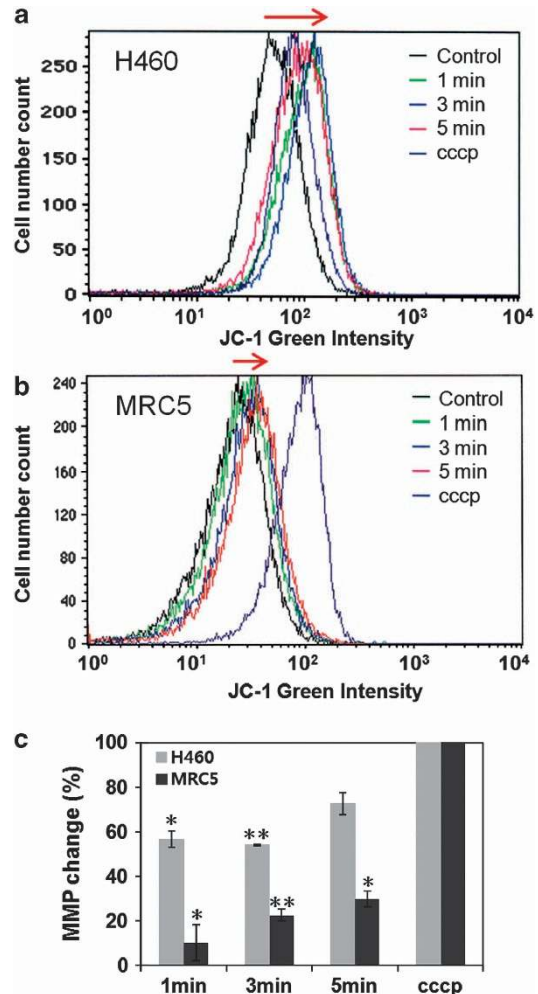 a
H460
Control
1 min
3 min
5 min
cccp
Cell number count
250
200
150
100
50
0
10⁰ 10¹ 10² 10³ 10⁴
JC-1 Green Intensity
b
MRC5
Control
1 min
3 min
5 min
cccp
Cell number count
240
200
160
120
80
40
0
10⁰ 10¹ 10² 10³ 10⁴
JC-1 Green Intensity
c
H460
MRC5
MMP change (%)
100
80
60
40
20
0
* * ** ** *
1min 3min 5min cccp